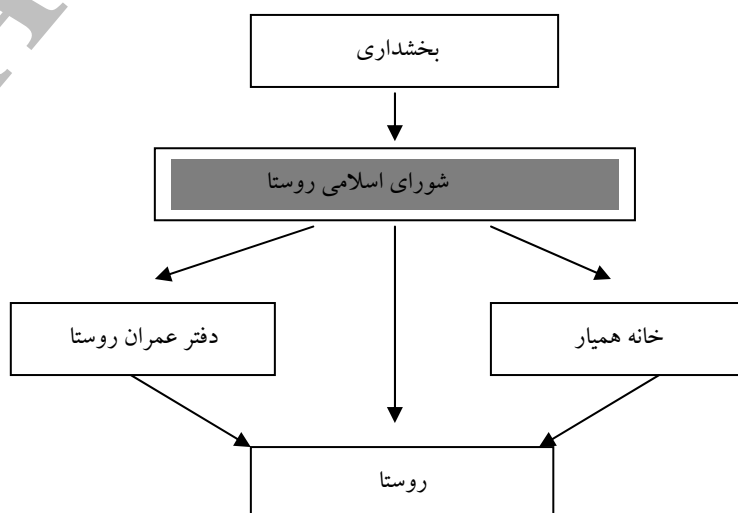 بخشداری
شورای اسلامی روستا
خانه همیار
دفتر عمران روستا
روستا